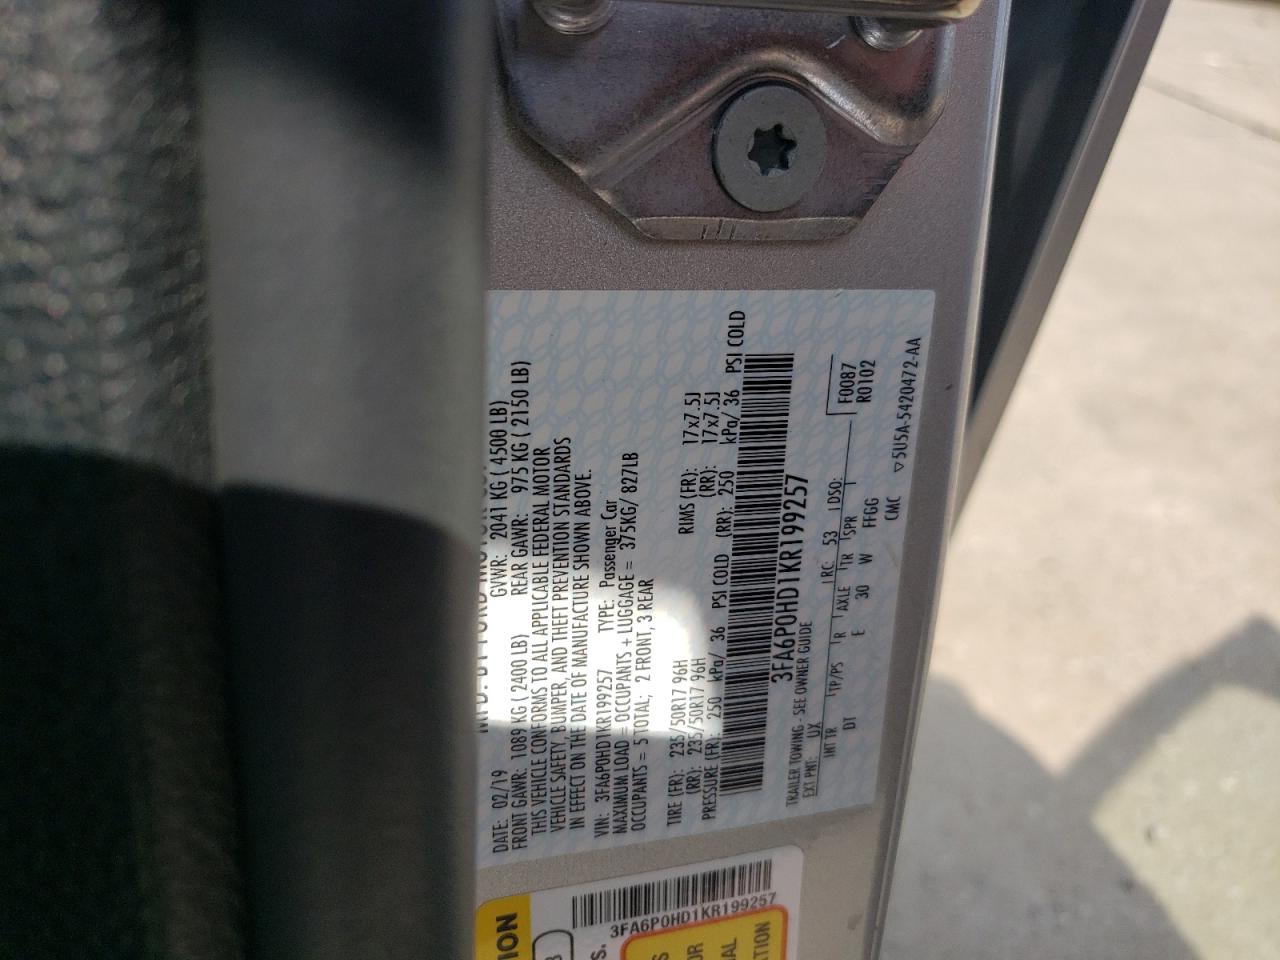 MFD. BY FORD MOTOR CO.
DATE: 02/19 GVWR: 2041 KG ( 4500 LB)
FRONT GAWR: 1089 KG ( 2400 LB) REAR GAWR: 975 KG ( 2150 LB)
THIS VEHICLE CONFORMS TO ALL APPLICABLE FEDERAL MOTOR
VEHICLE SAFETY, BUMPER, AND THEFT PREVENTION STANDARDS
IN EFFECT ON THE DATE OF MANUFACTURE SHOWN ABOVE.
VIN: 3FA6P0HD1KR199257 TYPE: Passenger Car
MAXIMUM LOAD = OCCUPANTS + LUGGAGE = 375KG/ 827LB
OCCUPANTS = 5 TOTAL; 2 FRONT, 3 REAR
TIRE (FR): 235/50R17 96H RIMS (FR): 17x7.5J
(RR): 235/50R17 96H (RR): 17x7.5J
PRESSURE (FR): 250 kPa/ 36 PSI COLD (RR): 250 kPa/ 36 PSI COLD
3FA6P0HD1KR199257
TRAILER TOWING - SEE OWNER GUIDE
EXT PNT: UX RC: 53 DSO: F0087
INT TR TP/PS R AXLE TR SPR R0102
DT E 30 W FFGG
CMC ▽5U5A-5420472-AA
3FA6P0HD1KR199257